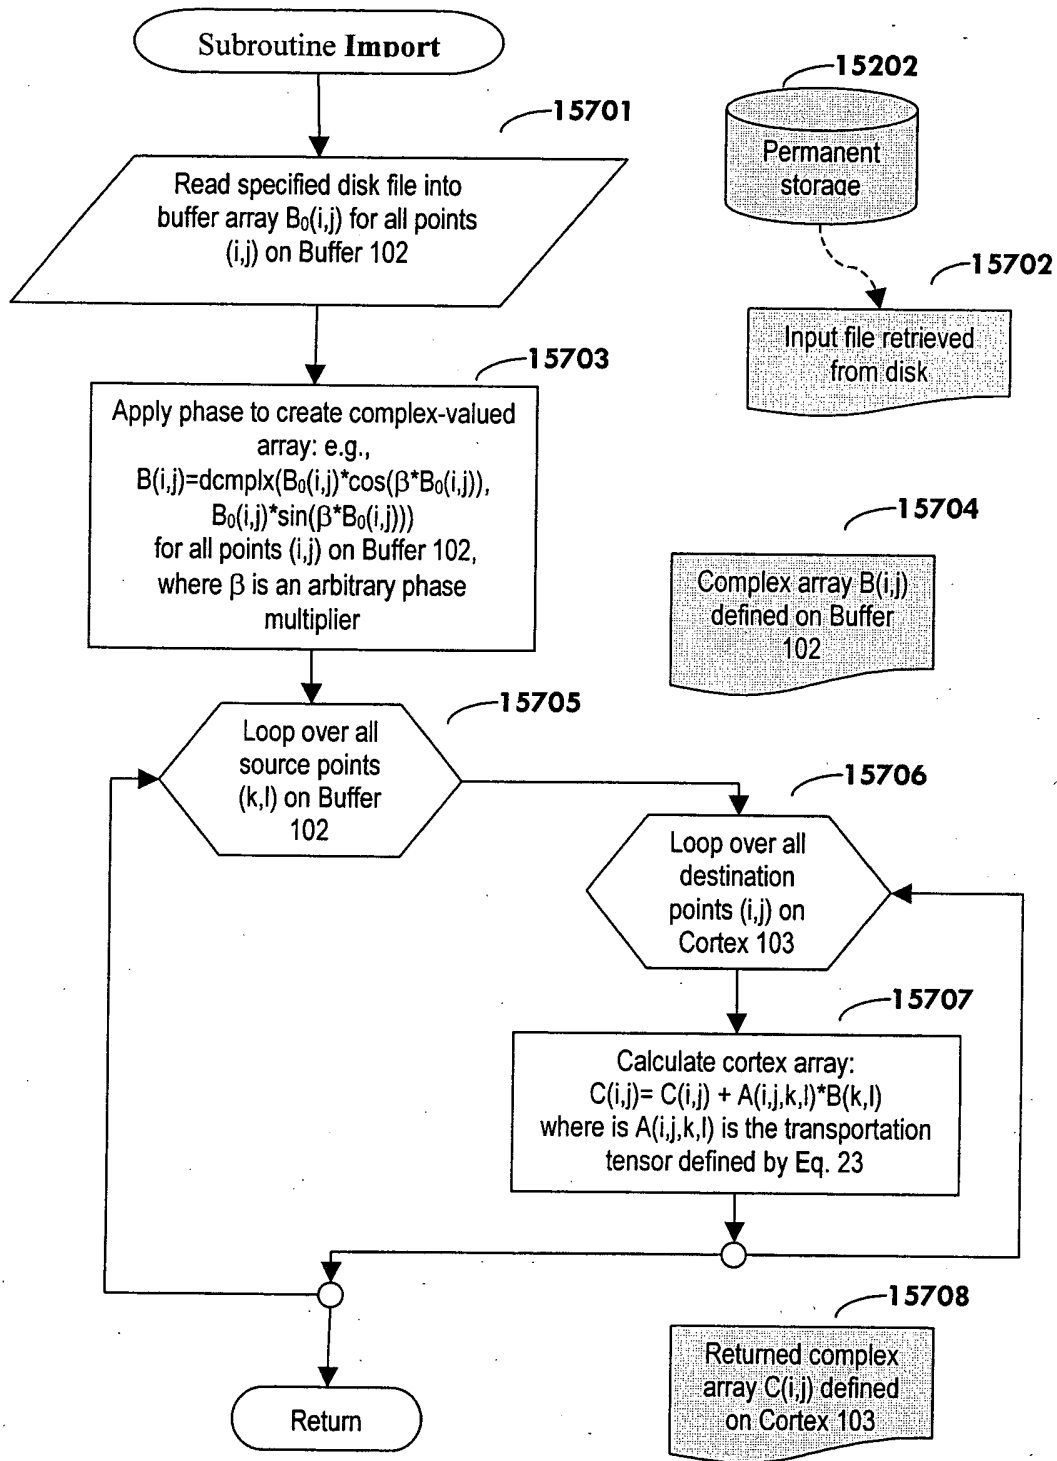 Subroutine Import
15701
Read specified disk file into
buffer array B₀(i,j) for all points
(i,j) on Buffer 102
15202
Permanent
storage
15702
Input file retrieved
from disk
15703
Apply phase to create complex-valued
array: e.g.,
B(i,j)=dcmplx(B₀(i,j)*cos(β*B₀(i,j)),
B₀(i,j)*sin(β*B₀(i,j)))
for all points (i,j) on Buffer 102,
where β is an arbitrary phase
multiplier
15704
Complex array B(i,j)
defined on Buffer
102
15705
Loop over all
source points
(k,l) on Buffer
102
15706
Loop over all
destination
points (i,j) on
Cortex 103
15707
Calculate cortex array:
C(i,j)= C(i,j) + A(i,j,k,l)*B(k,l)
where is A(i,j,k,l) is the transportation
tensor defined by Eq. 23
15708
Returned complex
array C(i,j) defined
on Cortex 103
Return